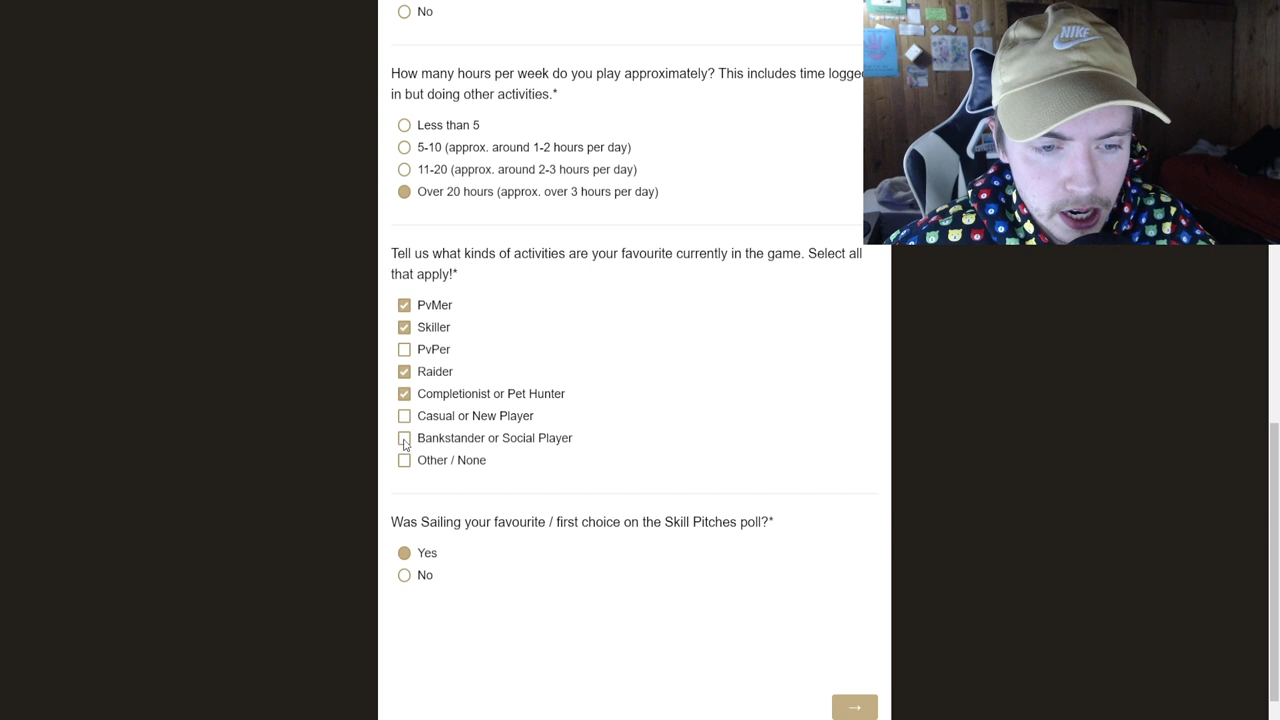 No
How many hours per week do you play approximately? This includes time logged
in but doing other activities.*
Less than 5
5-10 (approx. around 1-2 hours per day)
11-20 (approx. around 2-3 hours per day)
Over 20 hours (approx. over 3 hours per day)
Tell us what kinds of activities are your favourite currently in the game. Select all
that apply!*
PvMer
Skiller
PvPer
Raider
Completionist or Pet Hunter
Casual or New Player
Bankstander or Social Player
Other / None
Was Sailing your favourite / first choice on the Skill Pitches poll?*
Yes
No
→
NIKE